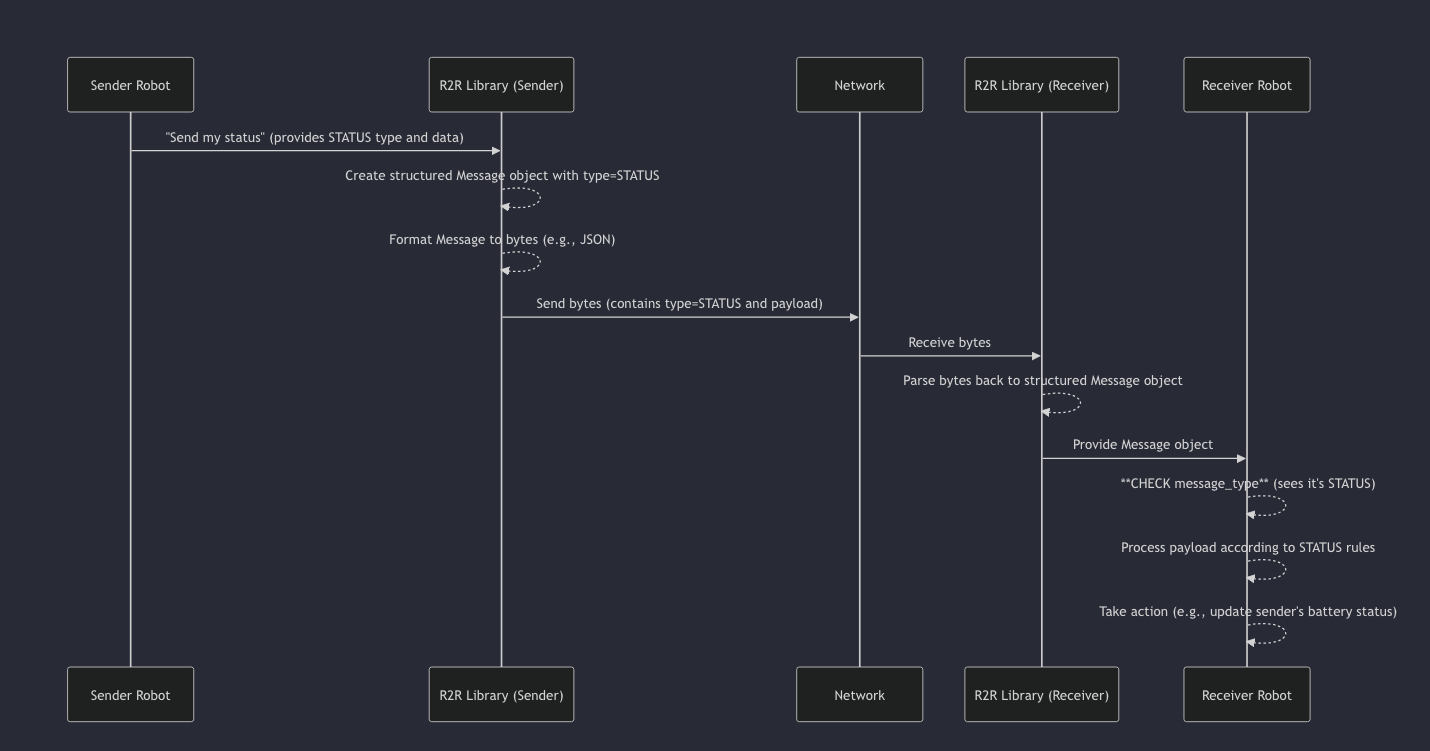 Sender Robot
R2R Library (Sender)
Network
R2R Library (Receiver)
Receiver Robot
"Send my status" (provides STATUS type and data)
Create structured Message object with type=STATUS
Format Message to bytes (e.g., JSON)
Send bytes (contains type=STATUS and payload)
Receive bytes
Parse bytes back to structured Message object
Provide Message object
**CHECK message_type** (sees it's STATUS)
Process payload according to STATUS rules
Take action (e.g., update sender's battery status)
Sender Robot
R2R Library (Sender)
Network
R2R Library (Receiver)
Receiver Robot